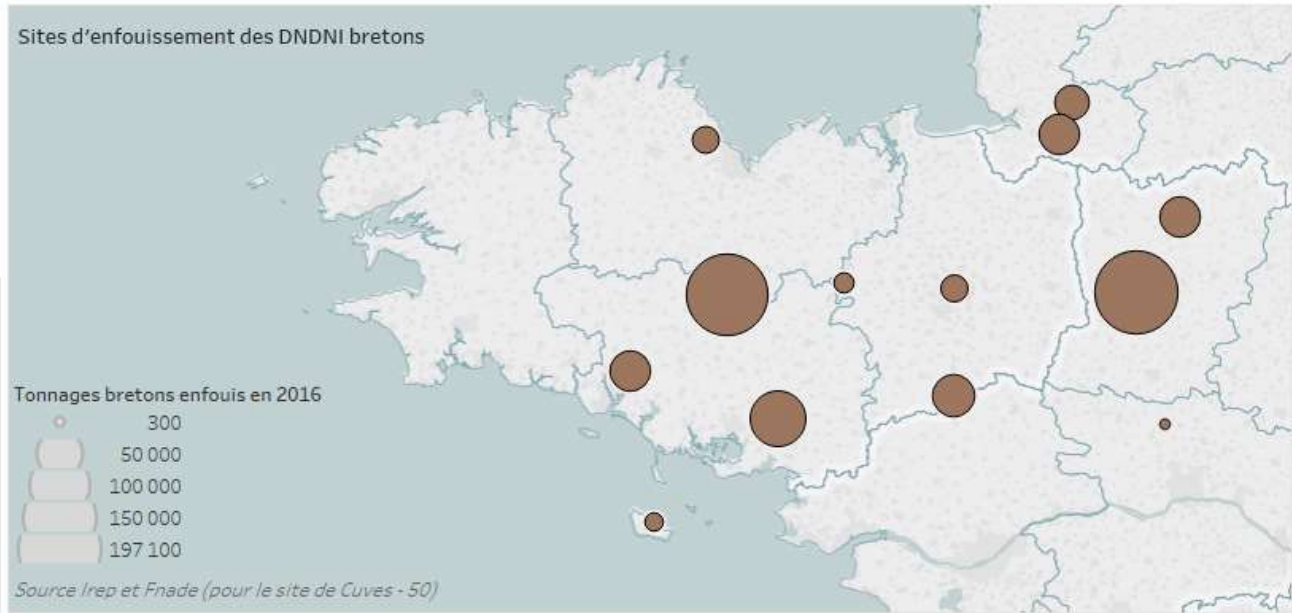 Sites d'enfouissement des DNDNI bretons
Tonnages bretons enfouis en 2016
300
50 000
100 000
150 000
197 100
Source Irep et Fnade (pour le site de Cuves - 50)